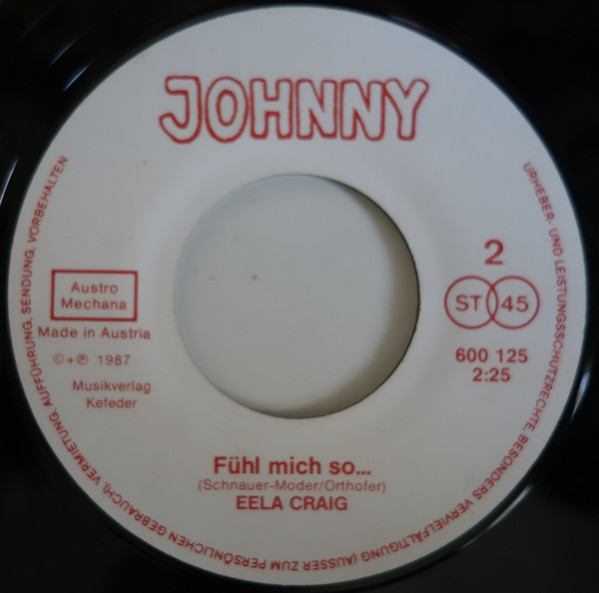 JOHNNY
URHEBER- UND LEISTUNGSSCHUTZRECHTE, BESONDERS VERVIELFÄLTIGUNG (AUSSER ZUM PERSÖNLICHEN GEBRAUCH), VERMIETUNG, AUFFÜHRUNG, SENDUNG, VORBEHALTEN
Austro
Mechana
Made in Austria
©+℗ 1987
Musikverlag
Kefeder
2
ST 45
600 125
2:25
Fühl mich so...
(Schnauer-Moder/Orthofer)
EELA CRAIG